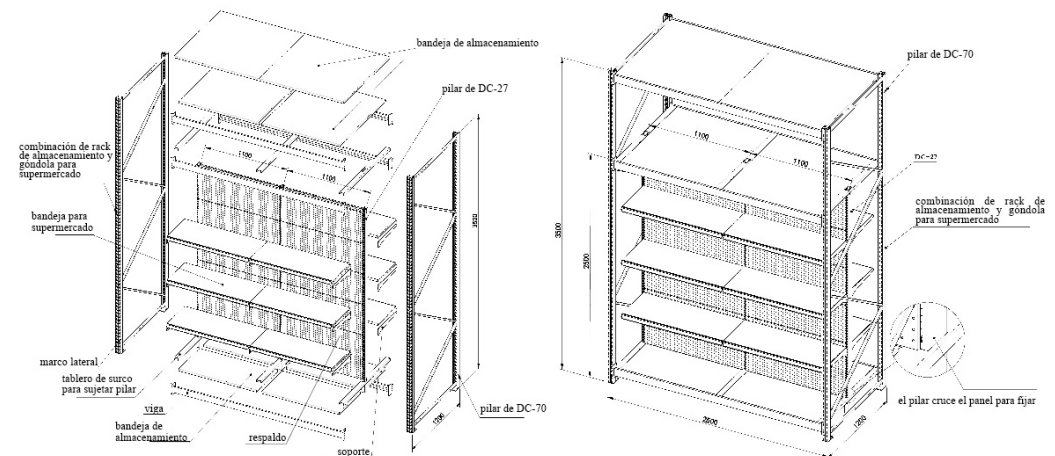 bandeja de almacenamiento
pilar de DC-27
combinación de rack
de almacenamiento y
góndola para
supermercado
1100
1100
bandeja para
supermercado
3500
marco lateral
tablero de surco
para sujetar pilar
viga
bandeja de
almacenamiento
respaldo
soporte
pilar de DC-70
1200
pilar de DC-70
1100
1100
DC-27
combinación de rack de
almacenamiento y góndola
para supermercado
3500
2500
el pilar cruce el panel para fijar
2500
1200